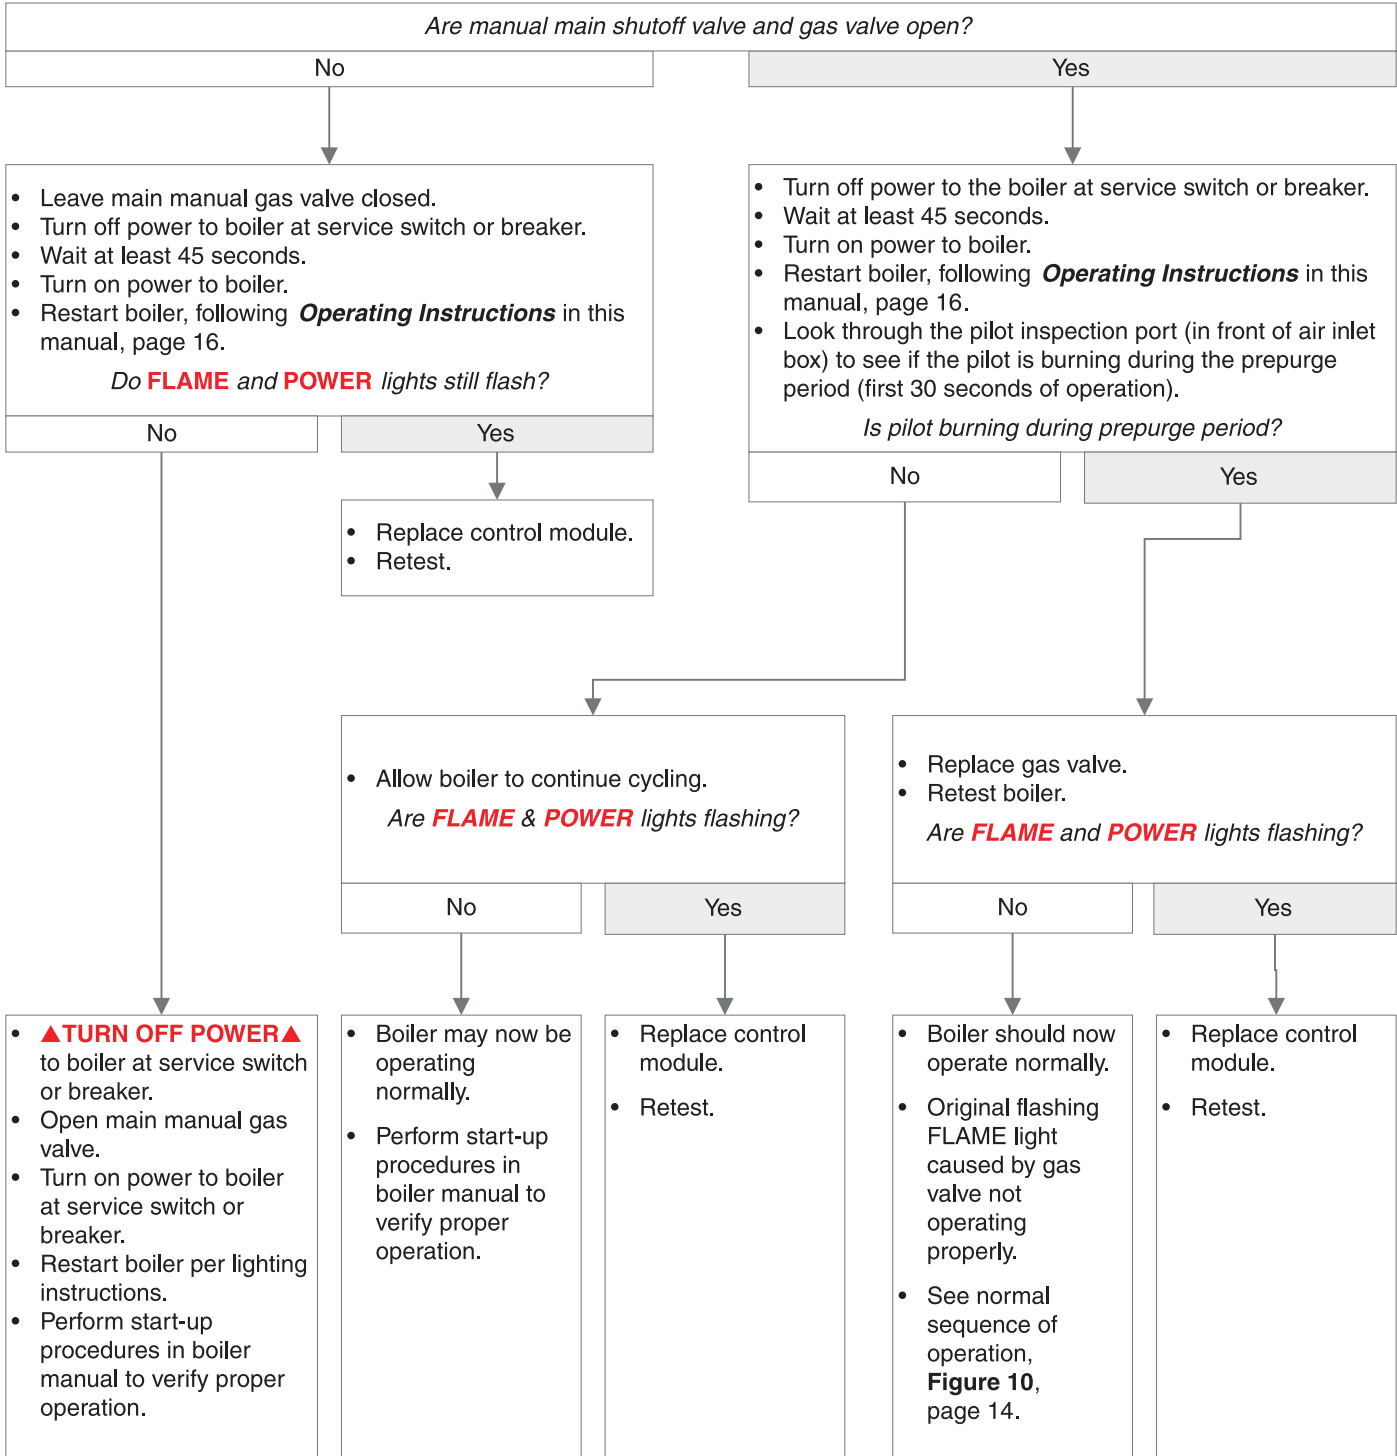 Are manual main shutoff valve and gas valve open?
No
Yes
• Leave main manual gas valve closed.
• Turn off power to boiler at service switch or breaker.
• Wait at least 45 seconds.
• Turn on power to boiler.
• Restart boiler, following Operating Instructions in this
manual, page 16.
Do FLAME and POWER lights still flash?
No
Yes
• Replace control module.
• Retest.
• Turn off power to the boiler at service switch or breaker.
• Wait at least 45 seconds.
• Turn on power to boiler.
• Restart boiler, following Operating Instructions in this
manual, page 16.
• Look through the pilot inspection port (in front of air inlet
box) to see if the pilot is burning during the prepurge
period (first 30 seconds of operation).
Is pilot burning during prepurge period?
No
Yes
• Allow boiler to continue cycling.
Are FLAME & POWER lights flashing?
No
Yes
• Replace gas valve.
• Retest boiler.
Are FLAME and POWER lights flashing?
No
Yes
• ▲TURN OFF POWER▲
to boiler at service switch
or breaker.
• Open main manual gas
valve.
• Turn on power to boiler
at service switch or
breaker.
• Restart boiler per lighting
instructions.
• Perform start-up
procedures in boiler
manual to verify proper
operation.
• Boiler may now be
operating
normally.
• Perform start-up
procedures in
boiler manual to
verify proper
operation.
• Replace control
module.
• Retest.
• Boiler should now
operate normally.
• Original flashing
FLAME light
caused by gas
valve not
operating
properly.
• See normal
sequence of
operation,
Figure 10,
page 14.
• Replace control
module.
• Retest.